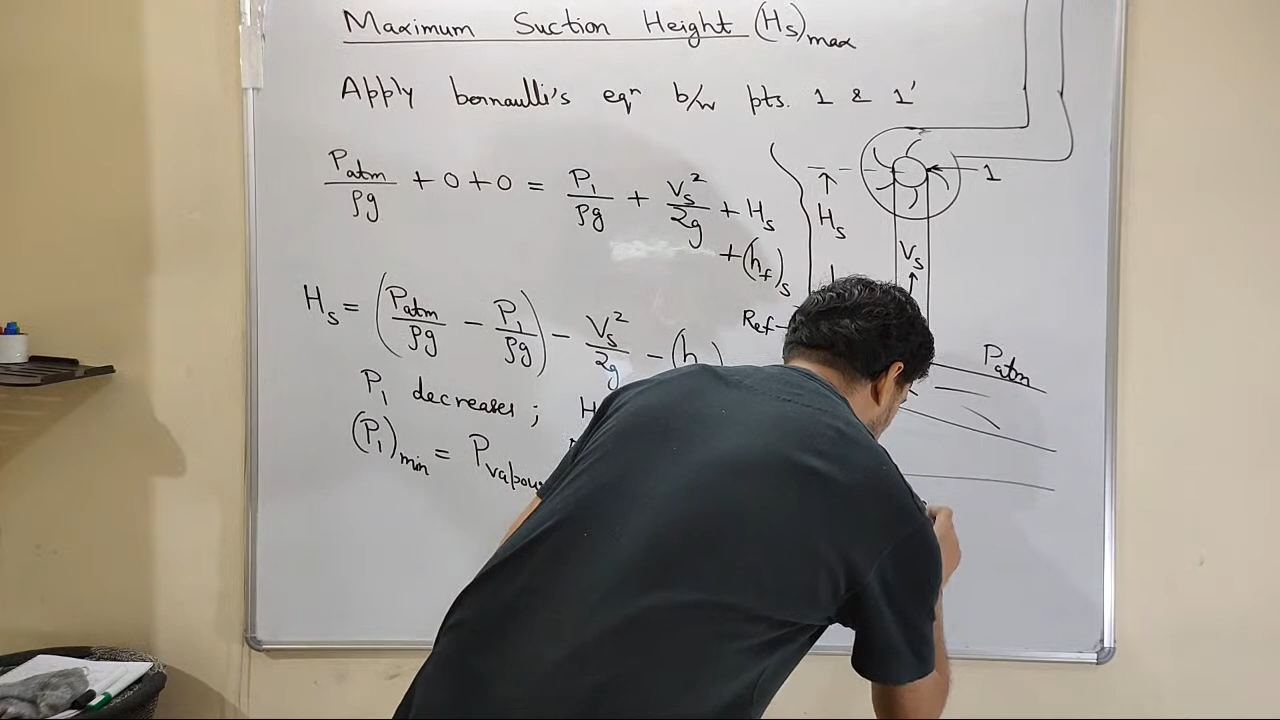 Maximum Suction Height (Hs)max
Apply bernaulli's eqn b/w pts. 1 & 1'
Patm/ρg + 0 + 0 = P1/ρg + Vs²/2g + Hs
+ (hf)s
Hs = (Patm/ρg - P1/ρg) - Vs²/2g - (h
P1 decreases ; H
(P1)min = Pvapou
1
Hs
Vs
Ref
Patm